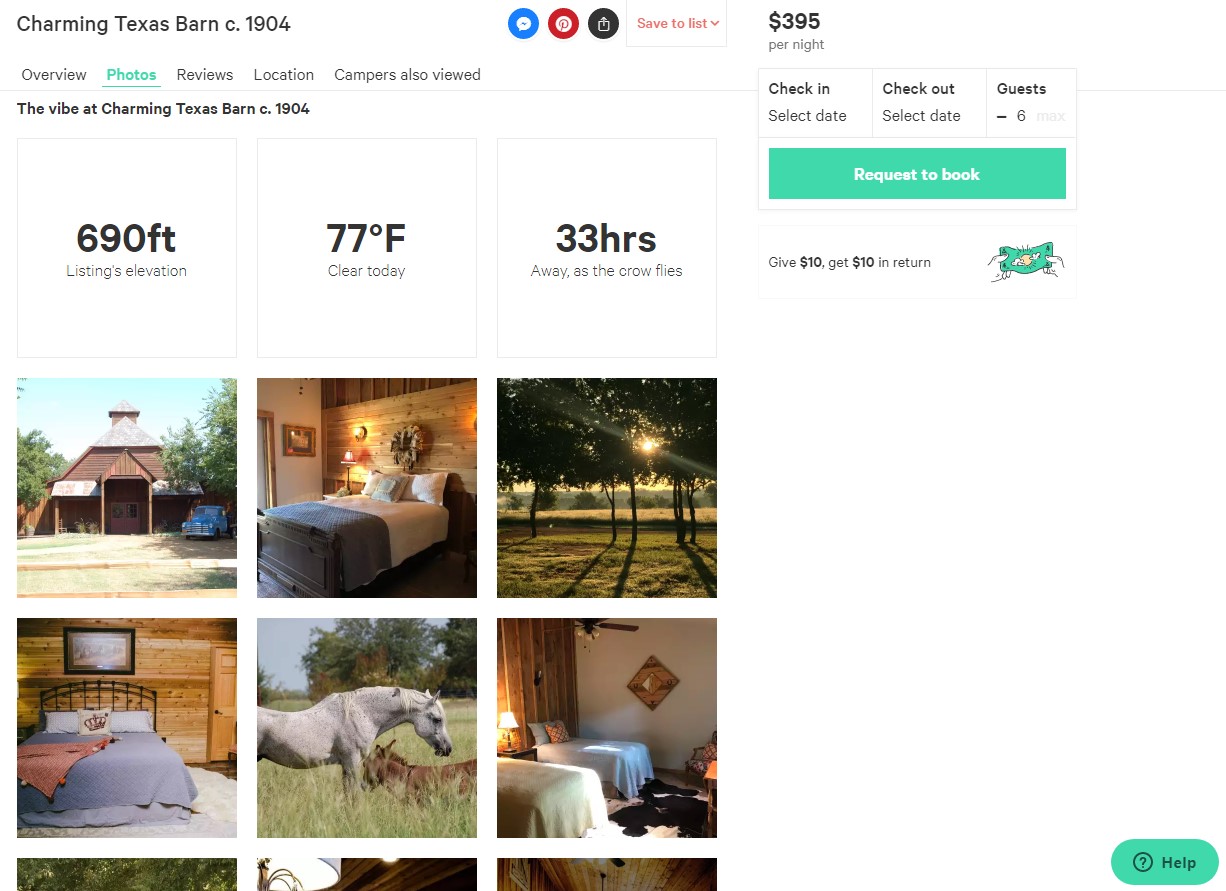 Charming Texas Barn c. 1904
Save to list
$395
per night
Overview Photos Reviews Location Campers also viewed
The vibe at Charming Texas Barn c. 1904
Check in
Select date
Check out
Select date
Guests
– 6 max
Request to book
690ft
Listing's elevation
77°F
Clear today
33hrs
Away, as the crow flies
Give $10, get $10 in return
? Help